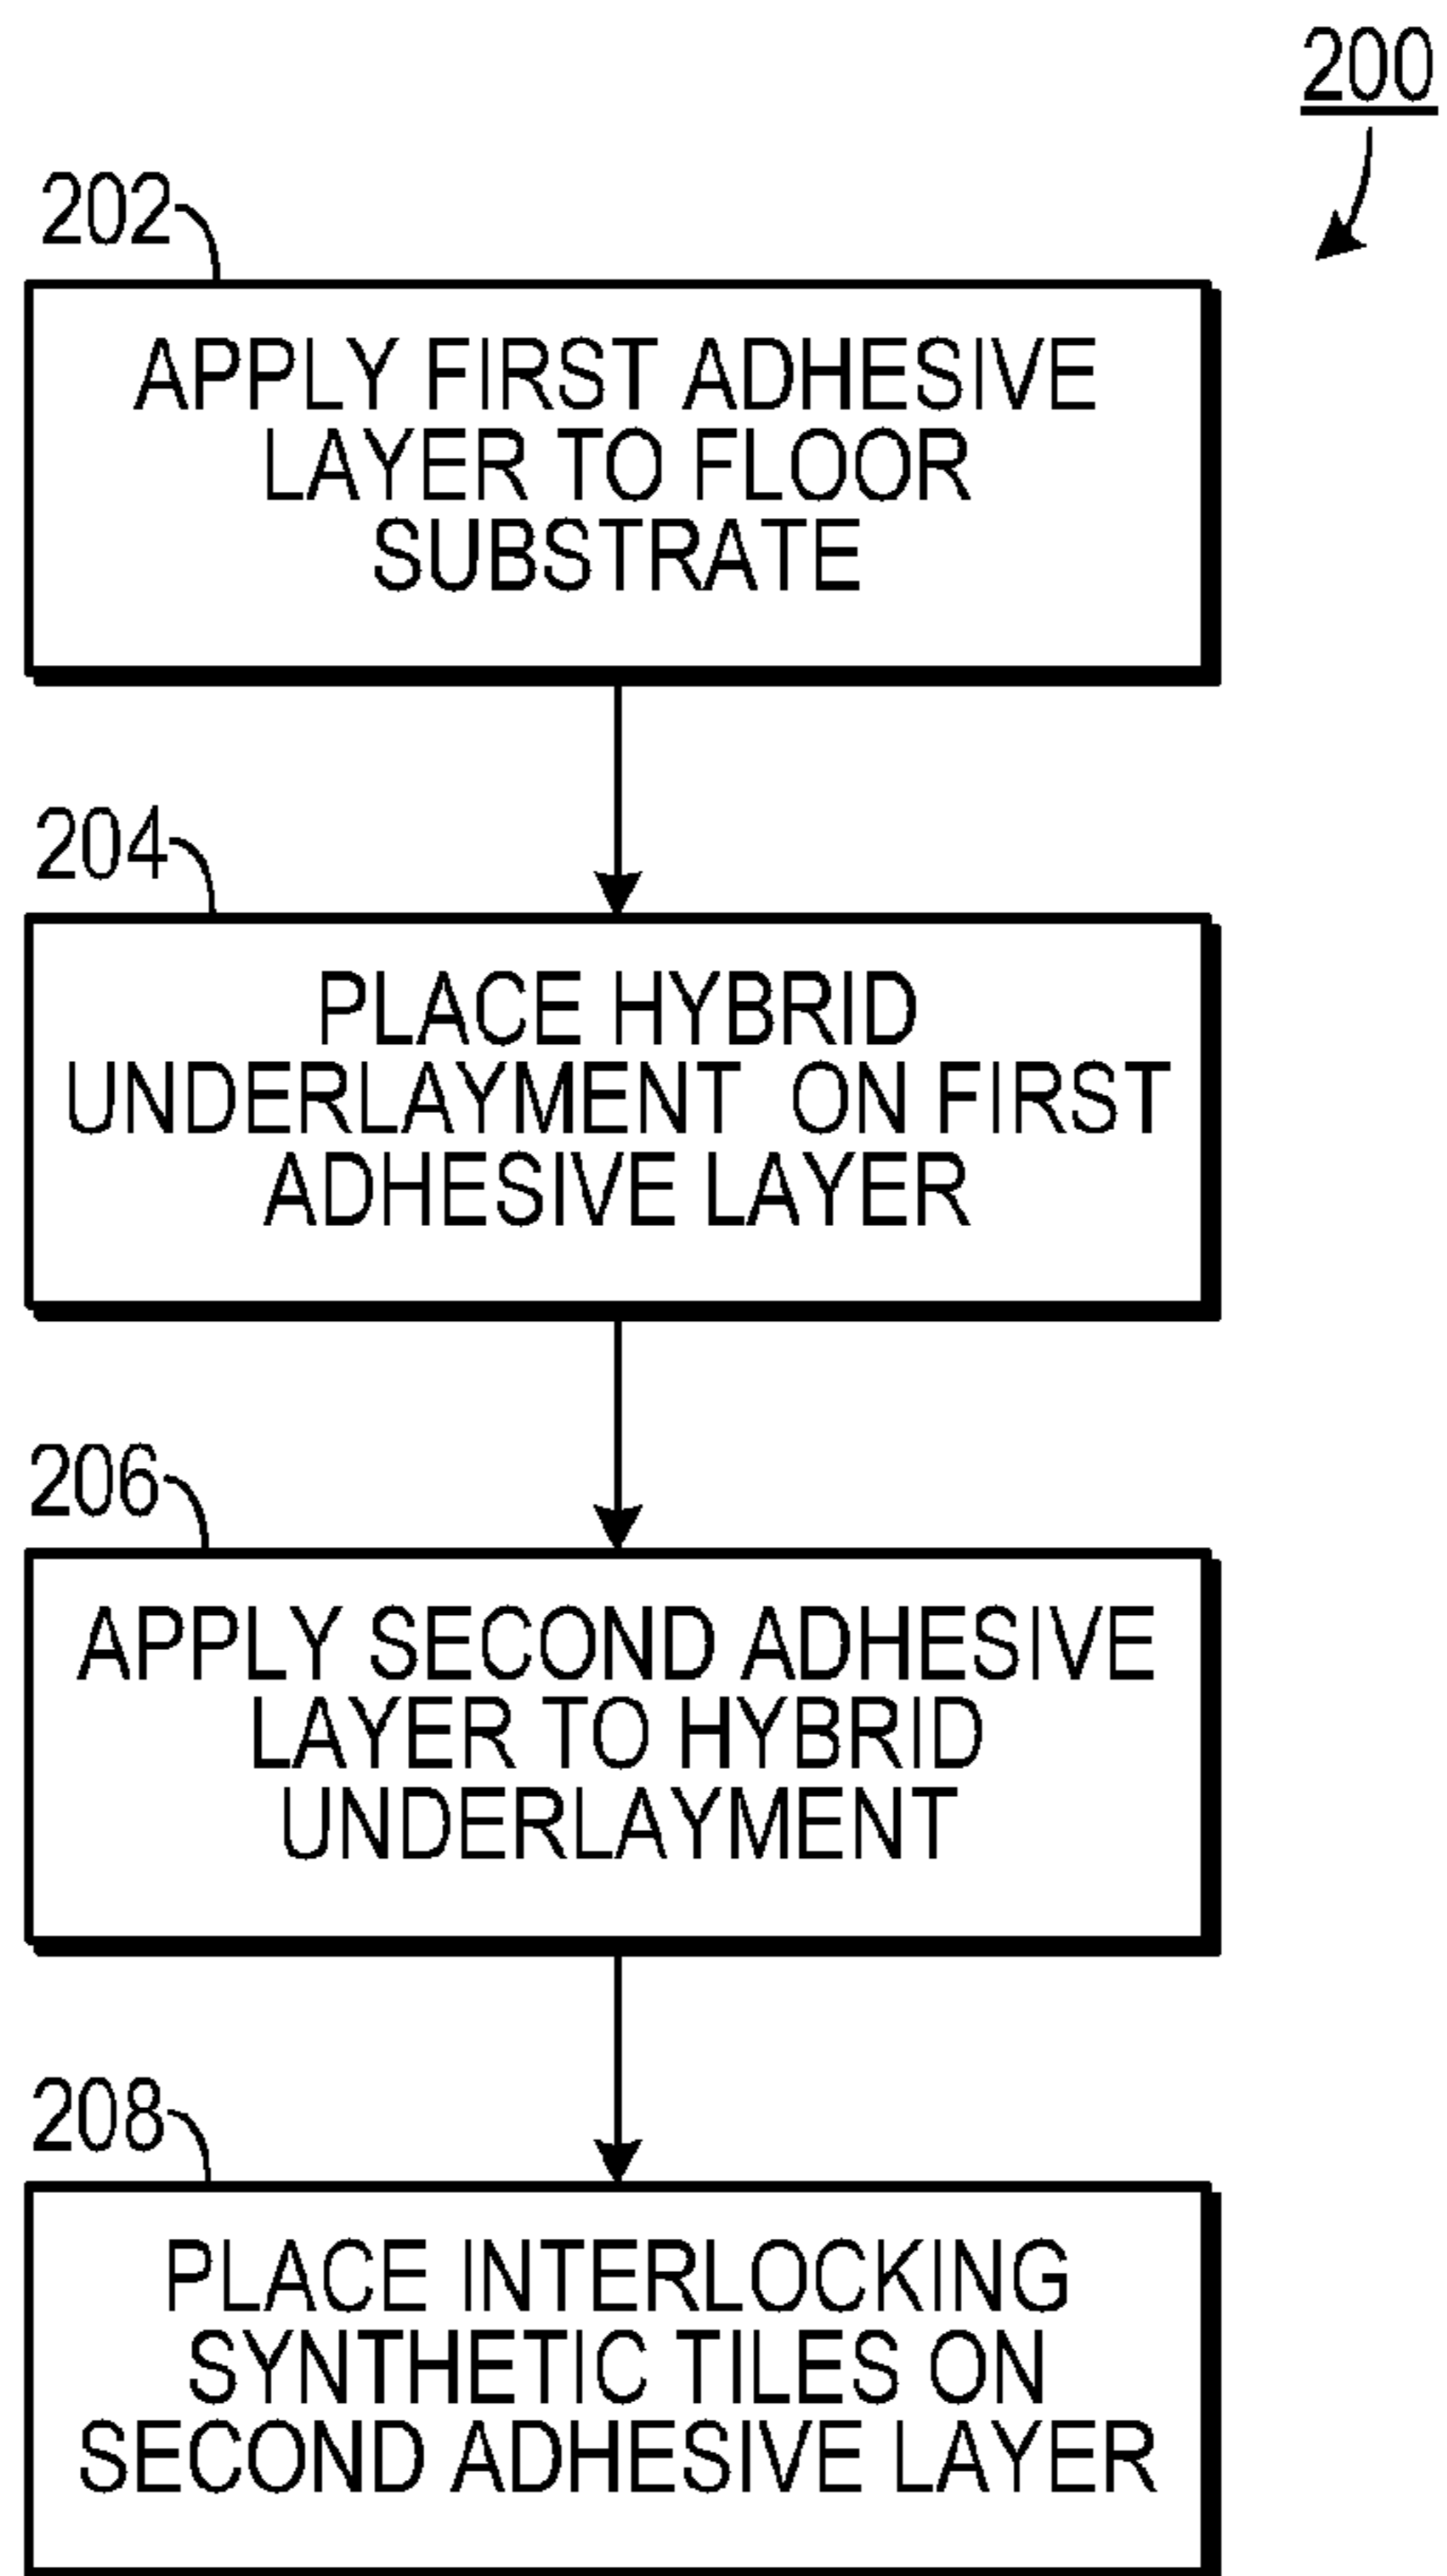 200
202
APPLY FIRST ADHESIVE
LAYER TO FLOOR
SUBSTRATE
204
PLACE HYBRID
UNDERLAYMENT ON FIRST
ADHESIVE LAYER
206
APPLY SECOND ADHESIVE
LAYER TO HYBRID
UNDERLAYMENT
208
PLACE INTERLOCKING
SYNTHETIC TILES ON
SECOND ADHESIVE LAYER